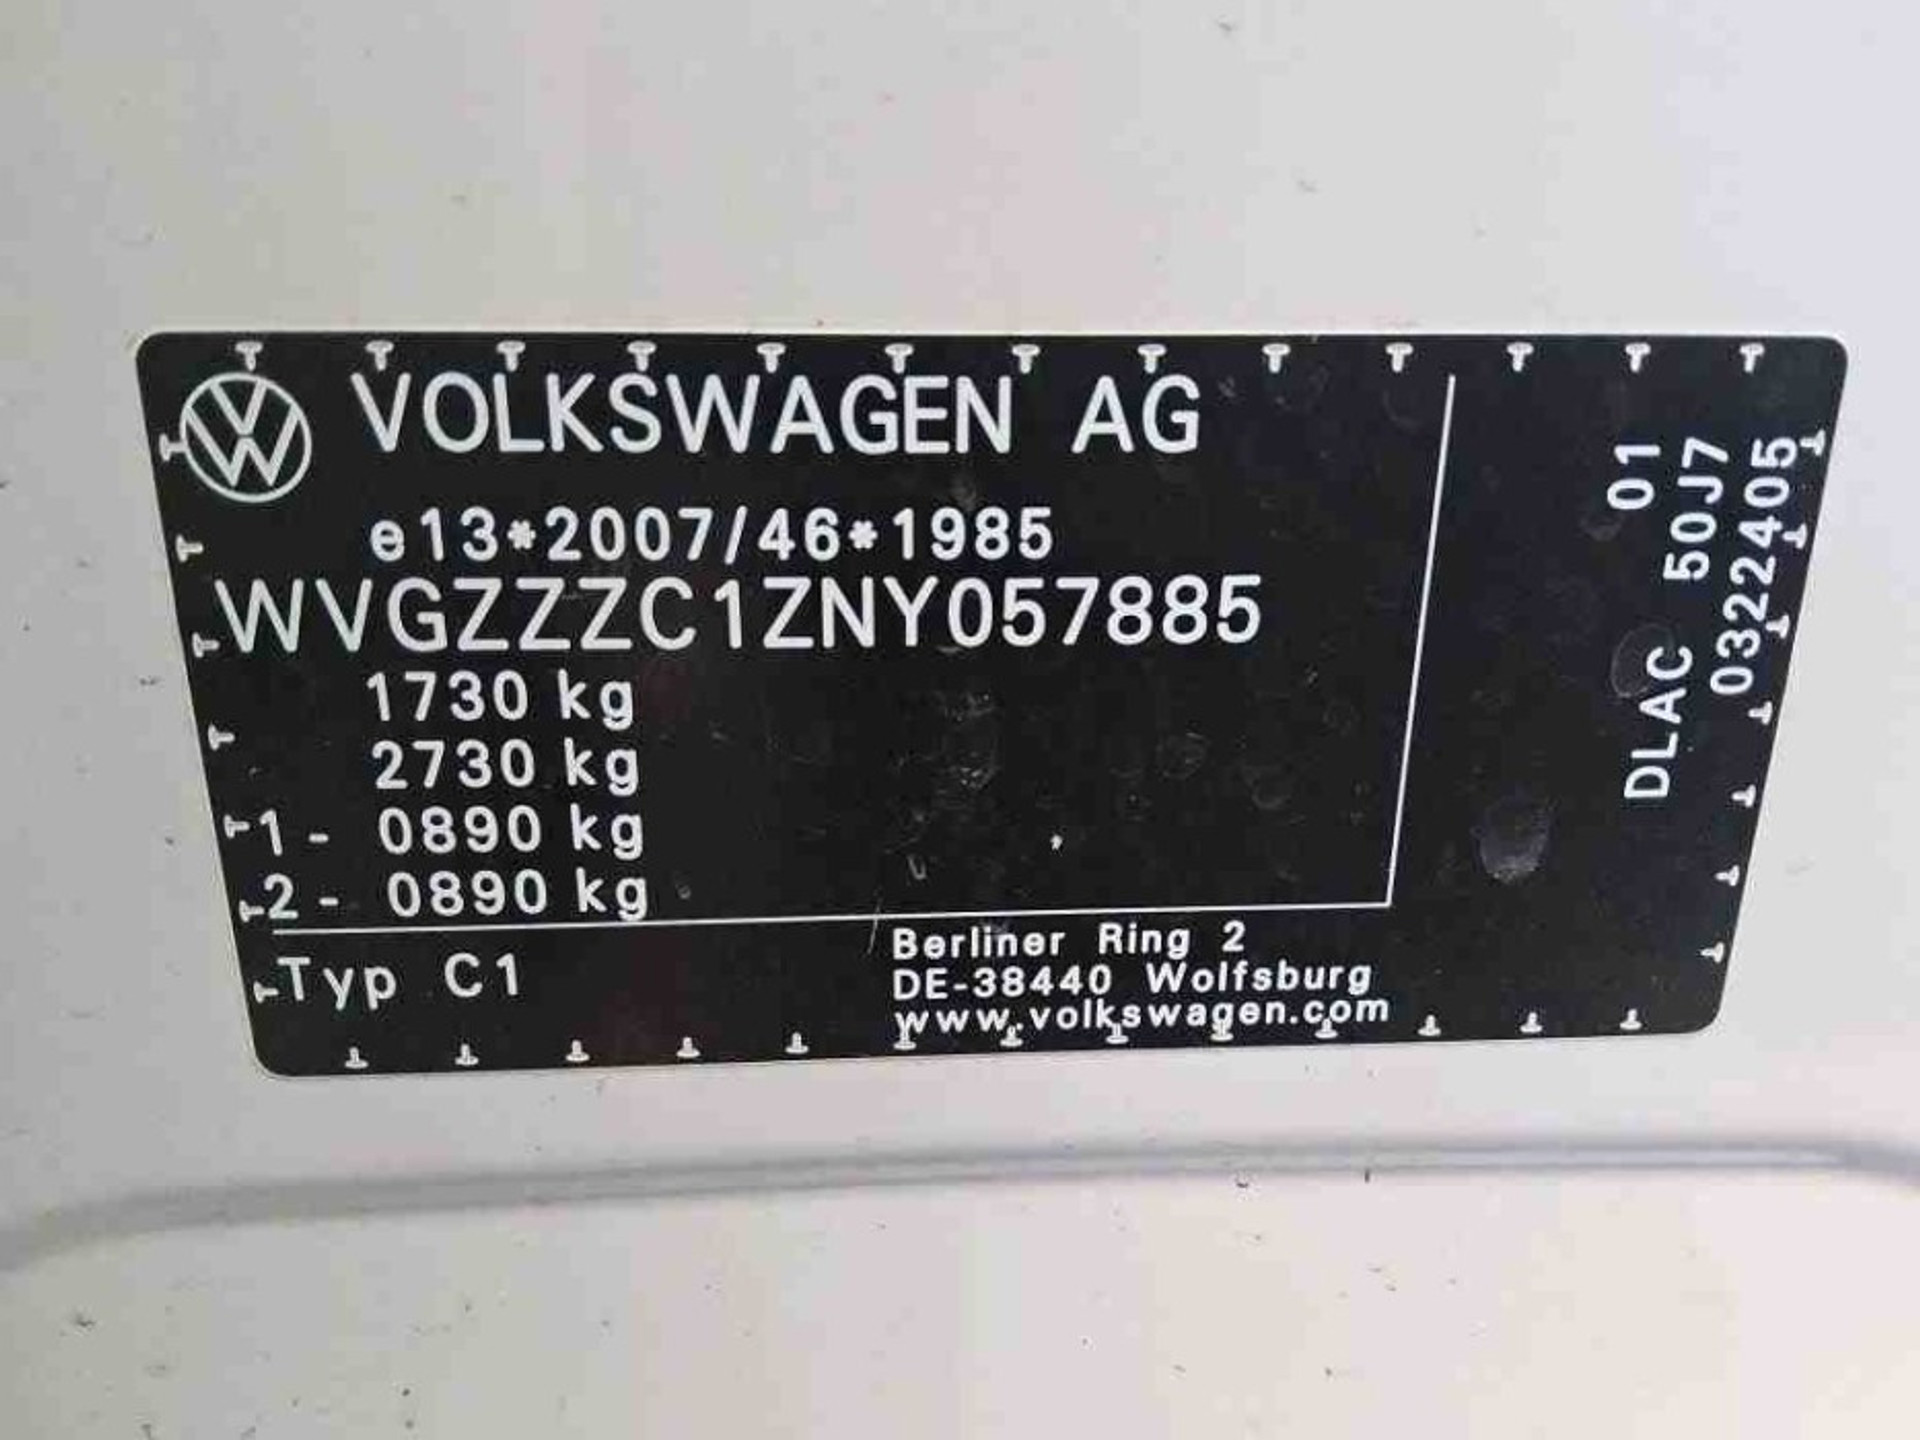 VOLKSWAGEN AG
e13*2007/46*1985
WVGZZZC1ZNY057885
1730 kg
2730 kg
1- 0890 kg
2- 0890 kg
Typ C1
Berliner Ring 2
DE-38440 Wolfsburg
www.volkswagen.com
01
DLAC 50J7
0322405